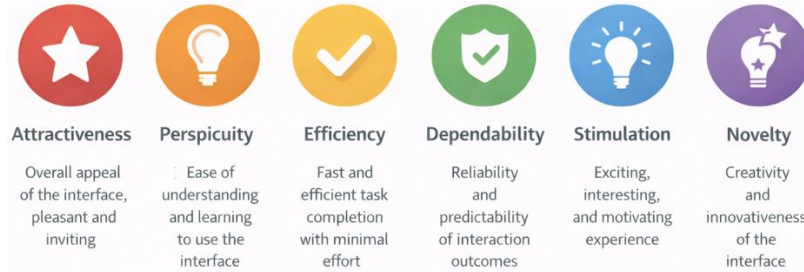 Attractiveness
Overall appeal
of the interface,
pleasant and
inviting
Perspicuity
Ease of
understanding
and learning
to use the
interface
Efficiency
Fast and
efficient task
completion
with minimal
effort
Dependability
Reliability
and
predictability
of interaction
outcomes
Stimulation
Exciting,
interesting,
and motivating
experience
Novelty
Creativity
and
innovativeness
of the
interface